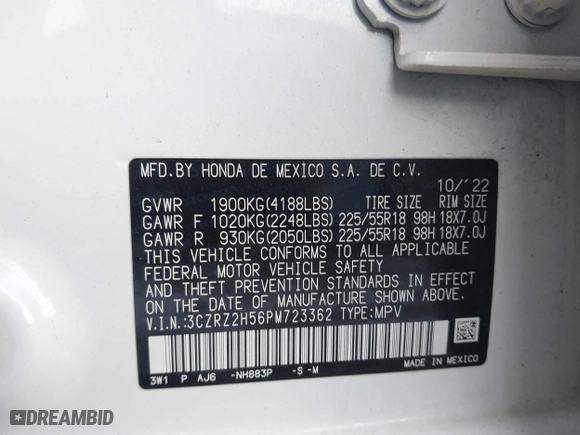 MFD.BY HONDA DE MEXICO S.A. DE C.V.
10/'22
GVWR 1900KG(4188LBS) TIRE SIZE RIM SIZE
GAWR F 1020KG(2248LBS) 225/55R18 98H 18X7.0J
GAWR R 930KG(2050LBS) 225/55R18 98H 18X7.0J
THIS VEHICLE CONFORMS TO ALL APPLICABLE
FEDERAL MOTOR VEHICLE SAFETY
AND THEFT PREVENTION STANDARDS IN EFFECT
ON THE DATE OF MANUFACTURE SHOWN ABOVE.
V.I.N.:3CZRZ2H56PM723362 TYPE:MPV
3W1 P AJ6 -NH883P -S -M
MADE IN MEXICO
DREAMBID